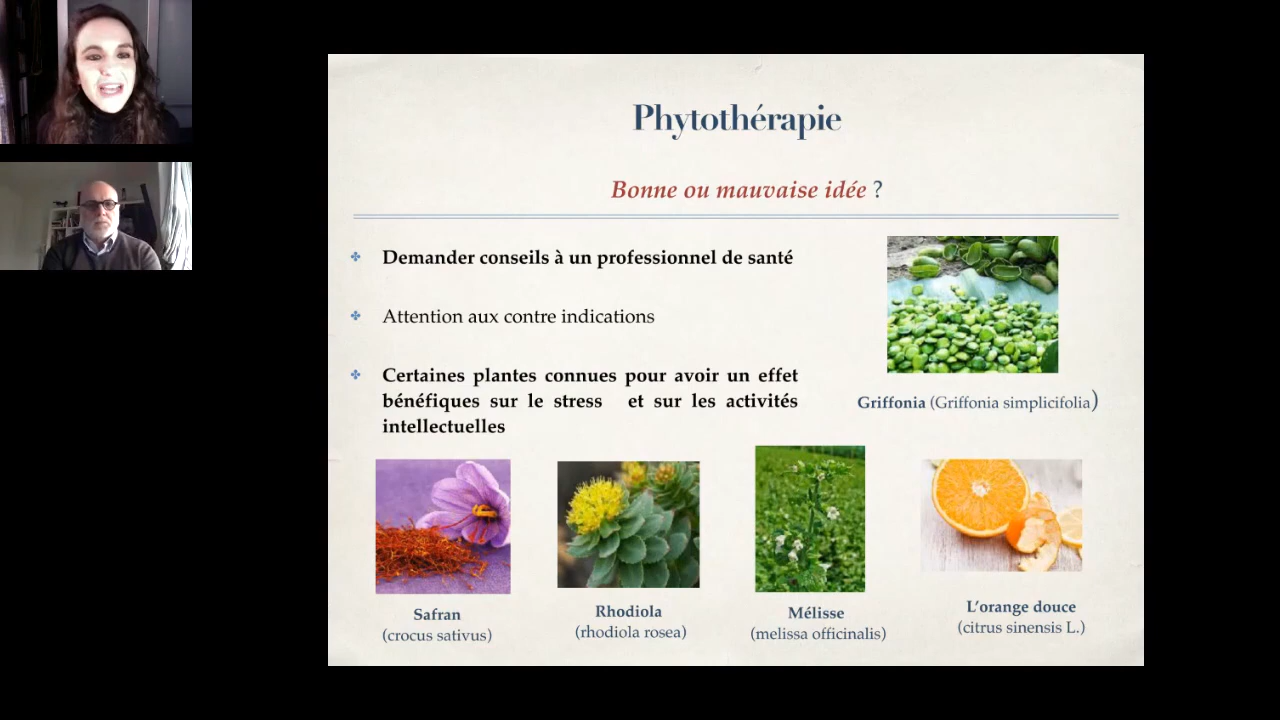 Phytothérapie
Bonne ou mauvaise idée ?
Demander conseils à un professionnel de santé
Attention aux contre indications
Certaines plantes connues pour avoir un effet
bénéfiques sur le stress et sur les activités
intellectuelles
Griffonia (Griffonia simplicifolia)
Safran
(crocus sativus)
Rhodiola
(rhodiola rosea)
Mélisse
(melissa officinalis)
L'orange douce
(citrus sinensis L.)